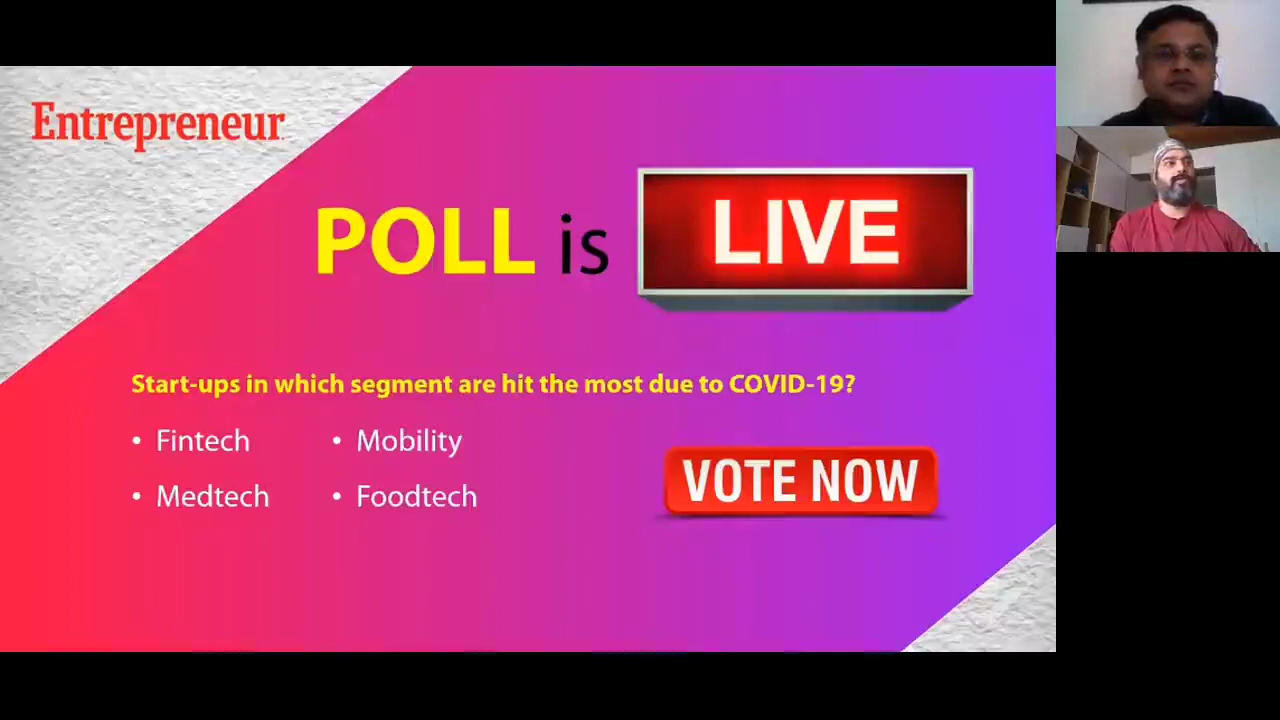 Entrepreneur
POLL is LIVE
Start-ups in which segment are hit the most due to COVID-19?
• Fintech • Mobility
• Medtech • Foodtech
VOTE NOW